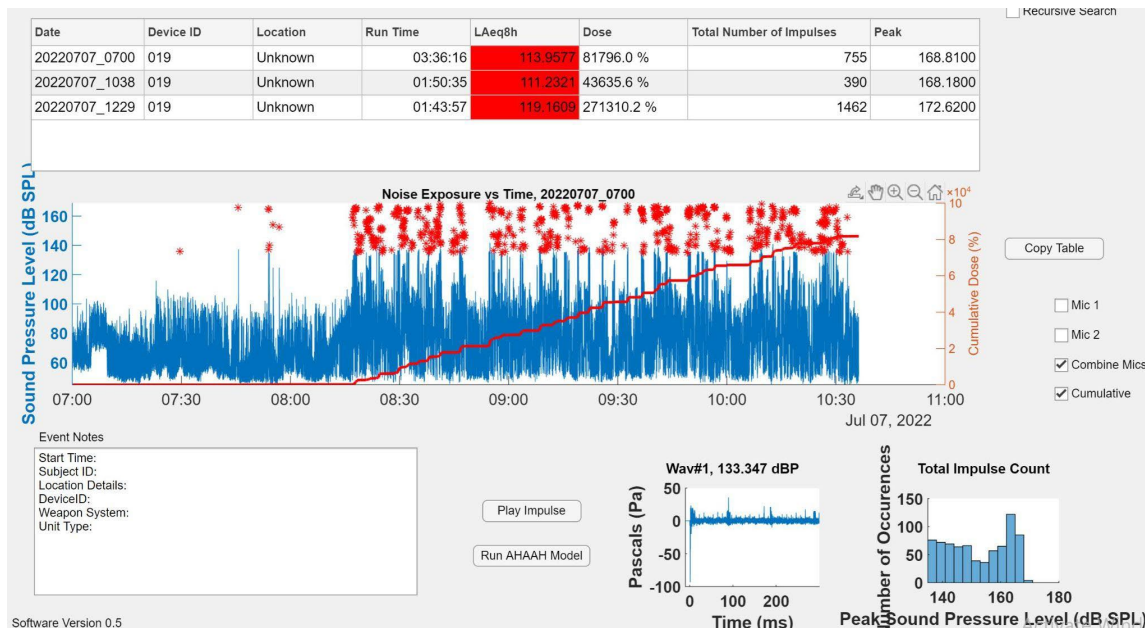 Recursive Search
Date Device ID Location Run Time LAeq8h Dose Total Number of Impulses Peak
20220707_0700 019 Unknown 03:36:16 113.9577 81796.0 % 755 168.8100
20220707_1038 019 Unknown 01:50:35 111.2321 43635.6 % 390 168.1800
20220707_1229 019 Unknown 01:43:57 119.1609 271310.2 % 1462 172.6200
Noise Exposure vs Time, 20220707_0700
×10⁴
Sound Pressure Level (dB SPL)
160
140
120
100
80
60
10
8
6
4
2
0
Cumulative Dose (%)
07:00 07:30 08:00 08:30 09:00 09:30 10:00 10:30 11:00
Jul 07, 2022
Copy Table
Mic 1
Mic 2
Combine Mics
Cumulative
Event Notes
Start Time:
Subject ID:
Location Details:
DeviceID:
Weapon System:
Unit Type:
Play Impulse
Run AHAAH Model
Wav#1, 133.347 dBP
Pascals (Pa)
50
0
-50
-100
0 100 200
Time (ms)
Total Impulse Count
Number of Occurences
150
100
50
0
140 160 180
Peak Sound Pressure Level (dB SPL)
Software Version 0.5